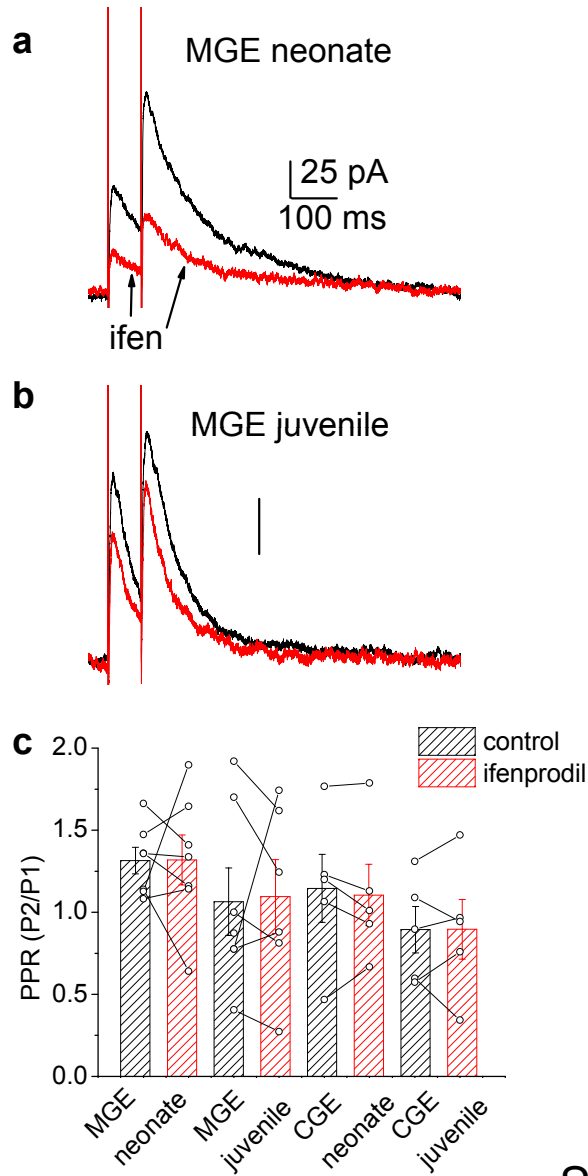 a
MGE neonate
25 pA
100 ms
ifen
b
MGE juvenile
c
control
ifenprodil
2.0
1.5
1.0
0.5
0.0
PPR (P2/P1)
MGE
neonate
MGE
juvenile
CGE
neonate
CGE
juvenile